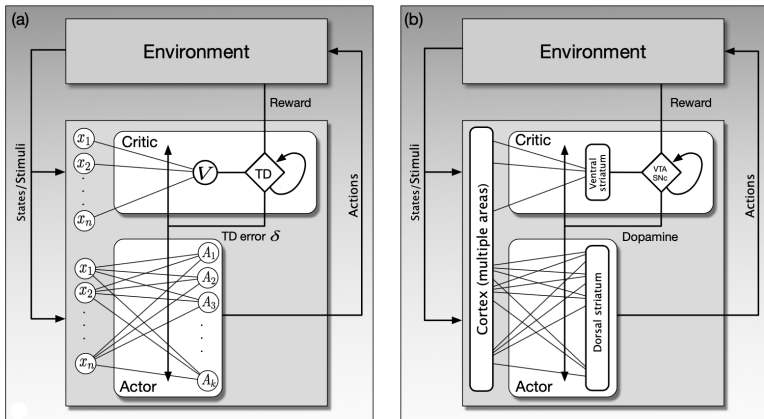 (a)
Environment
Reward
States/Stimuli
Critic
x1
x2
.
.
xn
V
TD
TD error δ
Actions
x1
x2
.
.
xn
A1
A2
A3
.
.
.
Ak
Actor
(b)
Environment
Reward
States/Stimuli
Cortex (multiple areas)
Critic
Ventral
striatum
VTA
SNc
Dopamine
Actions
Dorsal striatum
Actor